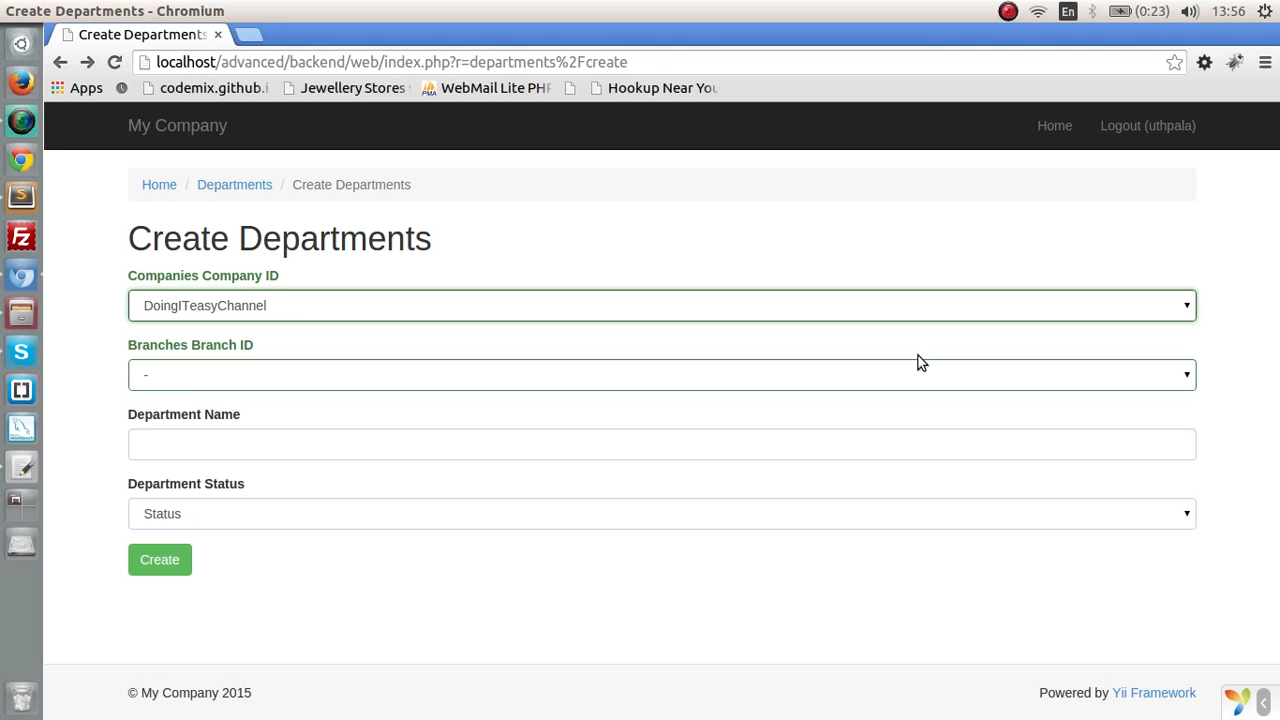 Create Departments - Chromium
En
(0:23)
13:56
Create Departments
localhost/advanced/backend/web/index.php?r=departments%2Fcreate
Apps
codemix.github.i
Jewellery Stores
WebMail Lite PHP
Hookup Near You
My Company
Home
Logout (uthpala)
Home / Departments / Create Departments
Create Departments
Companies Company ID
DoingITeasyChannel
Branches Branch ID
-
Department Name
Department Status
Status
Create
© My Company 2015
Powered by Yii Framework